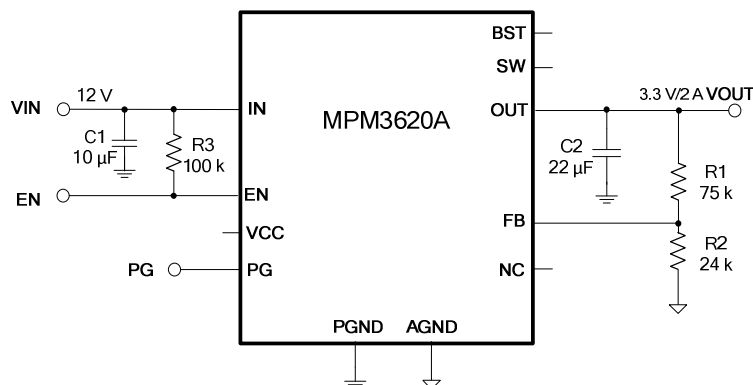 BST
SW
VIN
12 V
IN
MPM3620A
OUT
3.3 V/2 A VOUT
C1
10 µF
R3
100 k
C2
22 µF
R1
75 k
EN
EN
FB
VCC
R2
24 k
PG
PG
NC
PGND
AGND